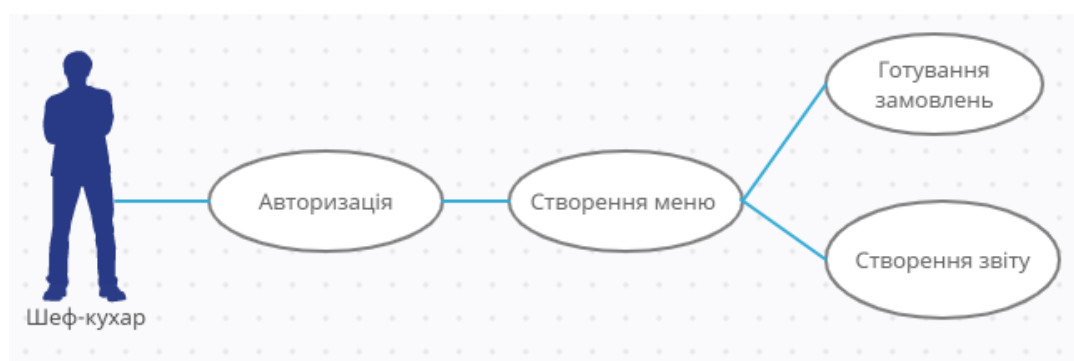 Готування
замовлень
Авторизація
Створення меню
Створення звіту
Шеф-кухар